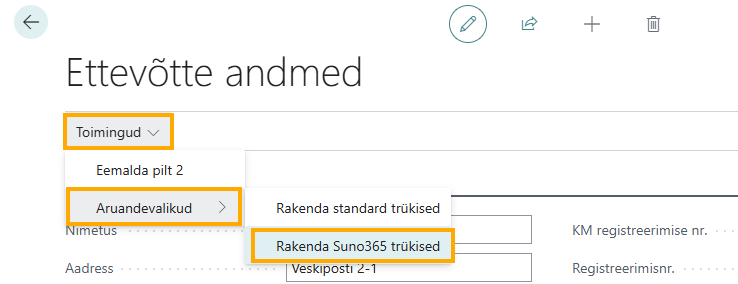 Ettevõtte andmed
Toimingud
Eemalda pilt 2
Aruandevalikud
Rakenda standard trükised
Nimetus
KM registreerimise nr.
Rakenda Suno365 trükised
Aadress
Veskiposti 2-1
Registreerimisnr.